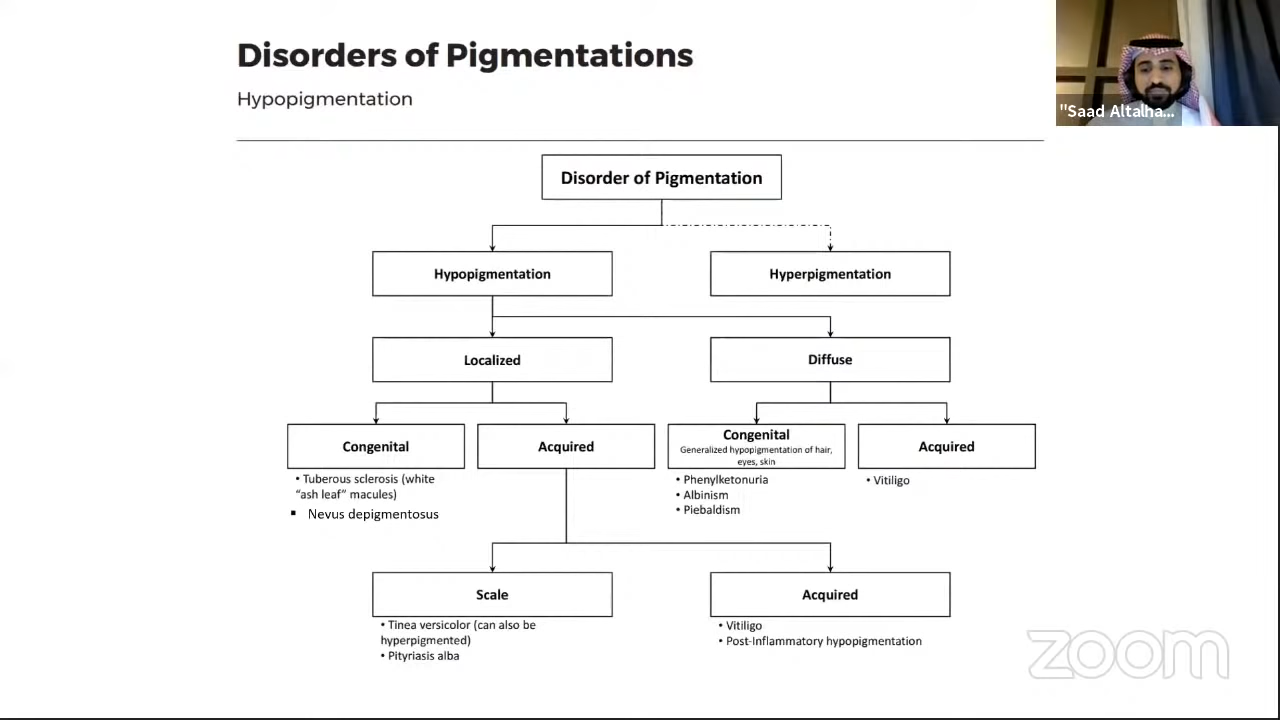 Disorders of Pigmentations
Hypopigmentation
"Saad Altalha...
Disorder of Pigmentation
Hypopigmentation
Hyperpigmentation
Localized
Diffuse
Congenital
Acquired
Congenital
Generalized hypopigmentation of hair,
eyes, skin
Acquired
• Tuberous sclerosis (white
"ash leaf" macules)
▪ Nevus depigmentosus
• Phenylketonuria
• Albinism
• Piebaldism
• Vitiligo
Scale
Acquired
• Tinea versicolor (can also be
hyperpigmented)
• Pityriasis alba
• Vitiligo
• Post-Inflammatory hypopigmentation
zoom